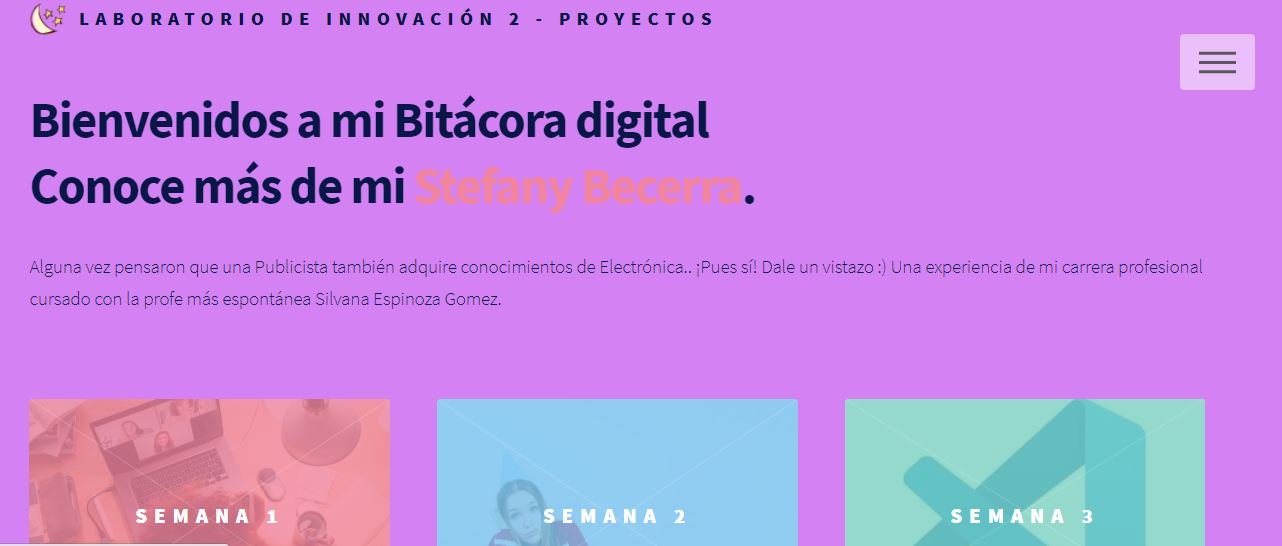 LABORATORIO DE INNOVACIÓN 2 - PROYECTOS
Bienvenidos a mi Bitácora digital
Conoce más de mi Stefany Becerra.
Alguna vez pensaron que una Publicista también adquire conocimientos de Electrónica.. ¡Pues sí! Dale un vistazo :) Una experiencia de mi carrera profesional
cursado con la profe más espontánea Silvana Espinoza Gomez.
SEMANA 1
SEMANA 2
SEMANA 3